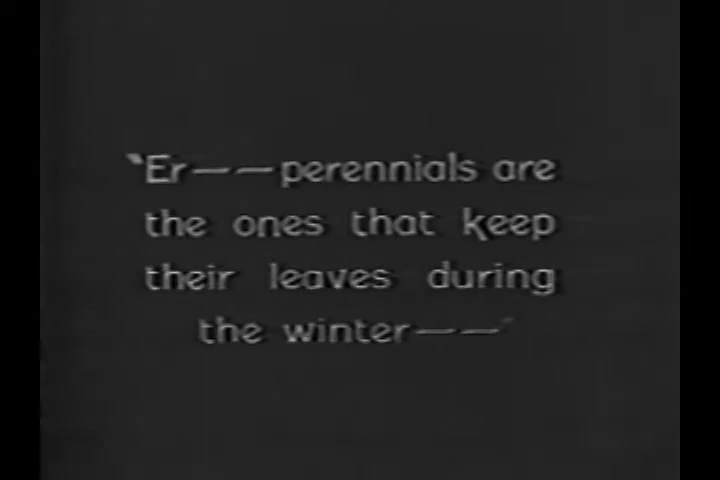 "Er——perennials are
the ones that keep
their leaves during
the winter——"